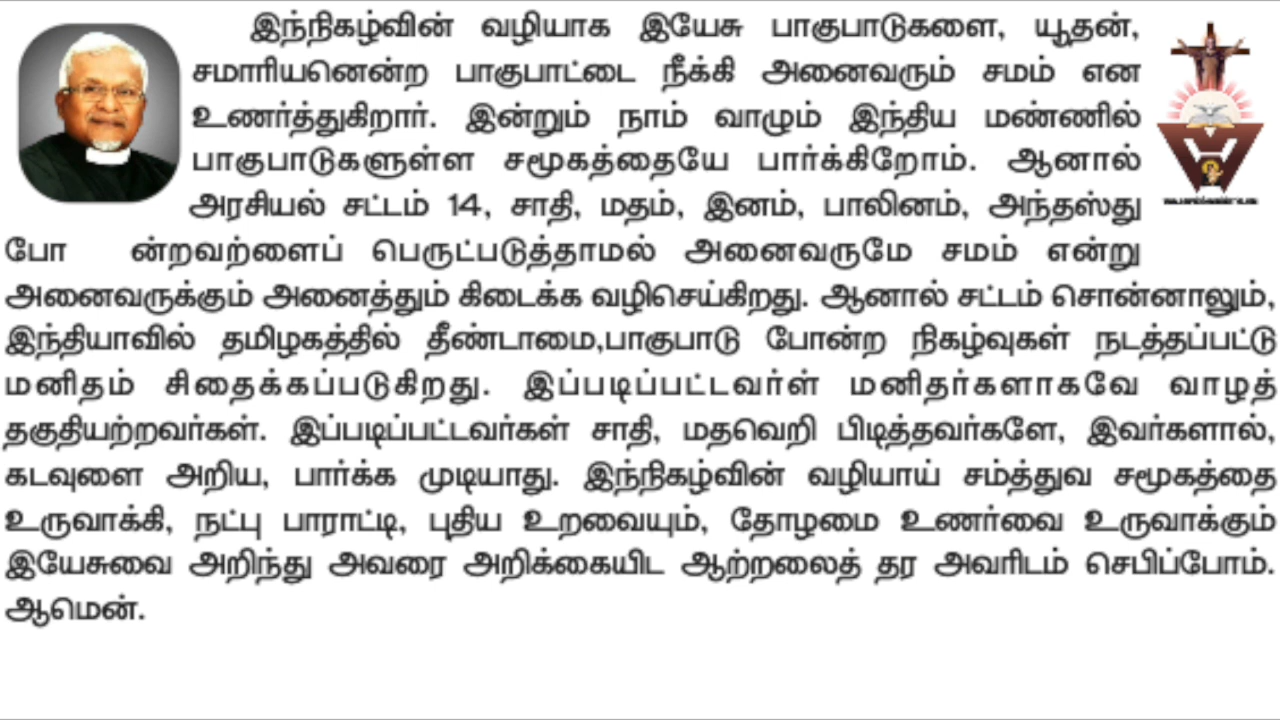 இந்நிகழ்வின் வழியாக இயேசு பாகுபாடுகளை, யூதன்,
சமாரியனென்ற பாகுபாட்டை நீக்கி அனைவரும் சமம் என
உணர்த்துகிறார். இன்றும் நாம் வாழும் இந்திய மண்ணில்
பாகுபாடுகளுள்ள சமூகத்தையே பார்க்கிறோம். ஆனால்
அரசியல் சட்டம் 14, சாதி, மதம், இனம், பாலினம், அந்தஸ்து
போ ன்றவற்ளைப் பெருட்படுத்தாமல் அனைவருமே சமம் என்று
அனைவருக்கும் அனைத்தும் கிடைக்க வழிசெய்கிறது. ஆனால் சட்டம் சொன்னாலும்,
இந்தியாவில் தமிழகத்தில் தீண்டாமை,பாகுபாடு போன்ற நிகழ்வுகள் நடத்தப்பட்டு
மனிதம் சிதைக்கப்படுகிறது. இப்படிப்பட்டவர்ள் மனிதர்களாகவே வாழத்
தகுதியற்றவர்கள். இப்படிப்பட்டவர்கள் சாதி, மதவெறி பிடித்தவர்களே, இவர்களால்,
கடவுளை அறிய, பார்க்க முடியாது. இந்நிகழ்வின் வழியாய் சம்த்துவ சமூகத்தை
உருவாக்கி, நட்பு பாராட்டி, புதிய உறவையும், தோழமை உணர்வை உருவாக்கும்
இயேசுவை அறிந்து அவரை அறிக்கையிட ஆற்றலைத் தர அவரிடம் செபிப்போம்.
ஆமென்.